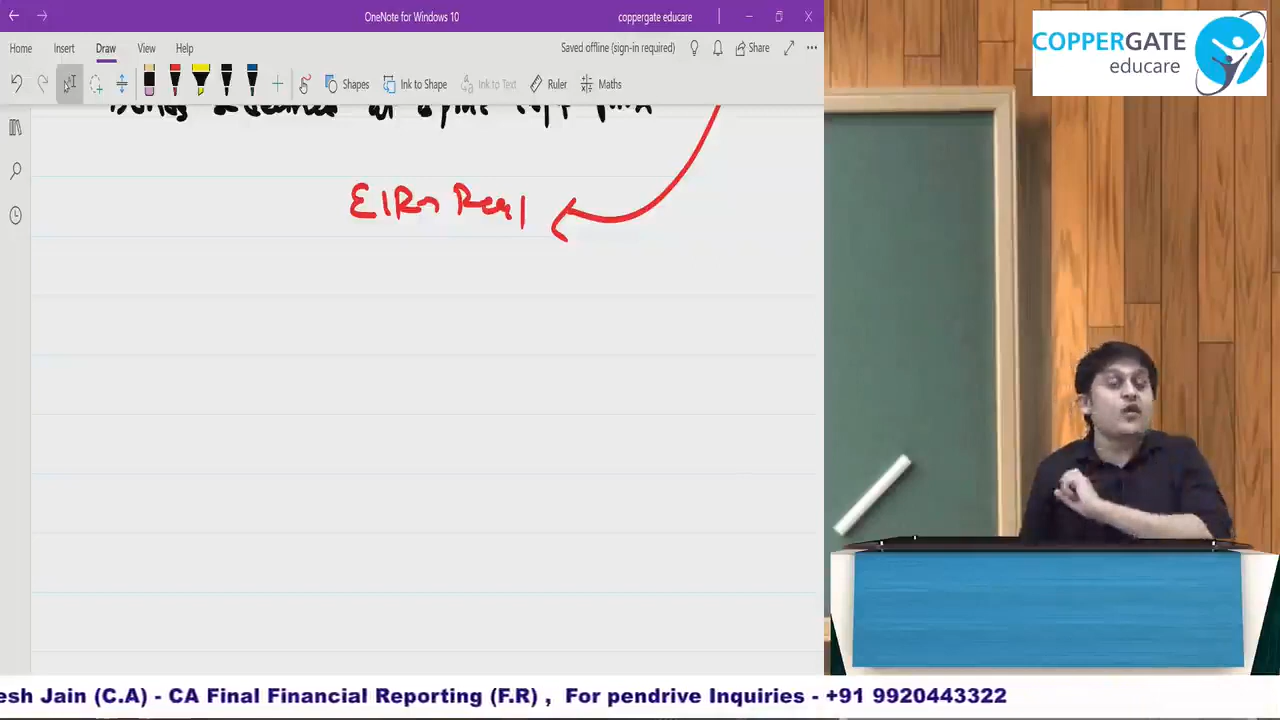 OneNote for Windows 10
coppergate educare
Home Insert Draw View Help
Saved offline (sign-in required)
Share
Shapes Ink to Shape Ink to Text Ruler Maths
EIR Real
COPPERGATE
educare
esh Jain (C.A) - CA Final Financial Reporting (F.R) , For pendrive Inquiries - +91 9920443322